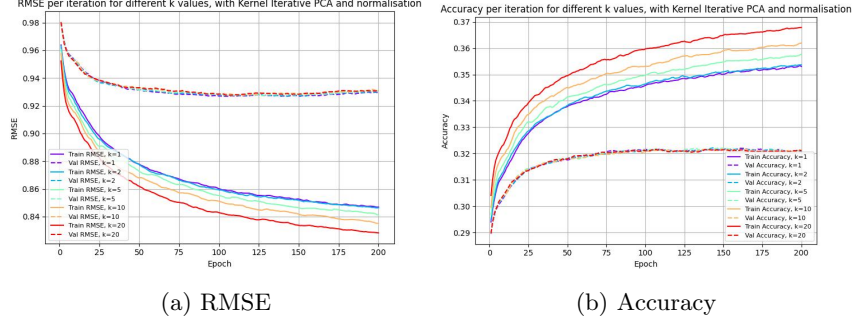 RMSE per iteration for different k values, with Kernel Iterative PCA and normalisation
0.98
0.96
0.94
0.92
0.90
0.88
0.86
0.84
RMSE
Train RMSE, k=1
Val RMSE, k=1
Train RMSE, k=2
Val RMSE, k=2
Train RMSE, k=5
Val RMSE, k=5
Train RMSE, k=10
Val RMSE, k=10
Train RMSE, k=20
Val RMSE, k=20
0 25 50 75 100 125 150 175 200
Epoch
(a) RMSE
Accuracy per iteration for different k values, with Kernel Iterative PCA and normalisation
0.37
0.36
0.35
0.34
0.33
0.32
0.31
0.30
0.29
Accuracy
Train Accuracy, k=1
Val Accuracy, k=1
Train Accuracy, k=2
Val Accuracy, k=2
Train Accuracy, k=5
Val Accuracy, k=5
Train Accuracy, k=10
Val Accuracy, k=10
Train Accuracy, k=20
Val Accuracy, k=20
0 25 50 75 100 125 150 175 200
Epoch
(b) Accuracy